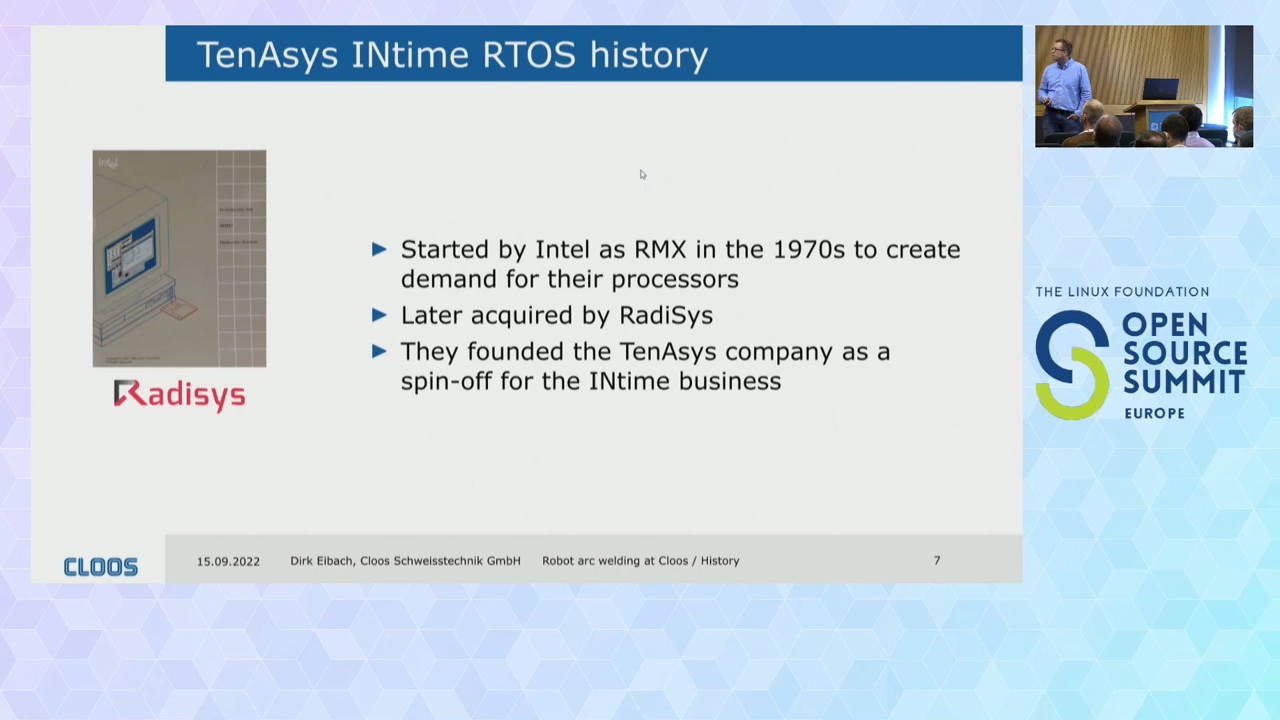 TenAsys INtime RTOS history
intel
Radisys
► Started by Intel as RMX in the 1970s to create
demand for their processors
► Later acquired by RadiSys
► They founded the TenAsys company as a
spin-off for the INtime business
CLOOS
15.09.2022 Dirk Eibach, Cloos Schweisstechnik GmbH Robot arc welding at Cloos / History 7
THE LINUX FOUNDATION
OPEN
SOURCE
SUMMIT
EUROPE